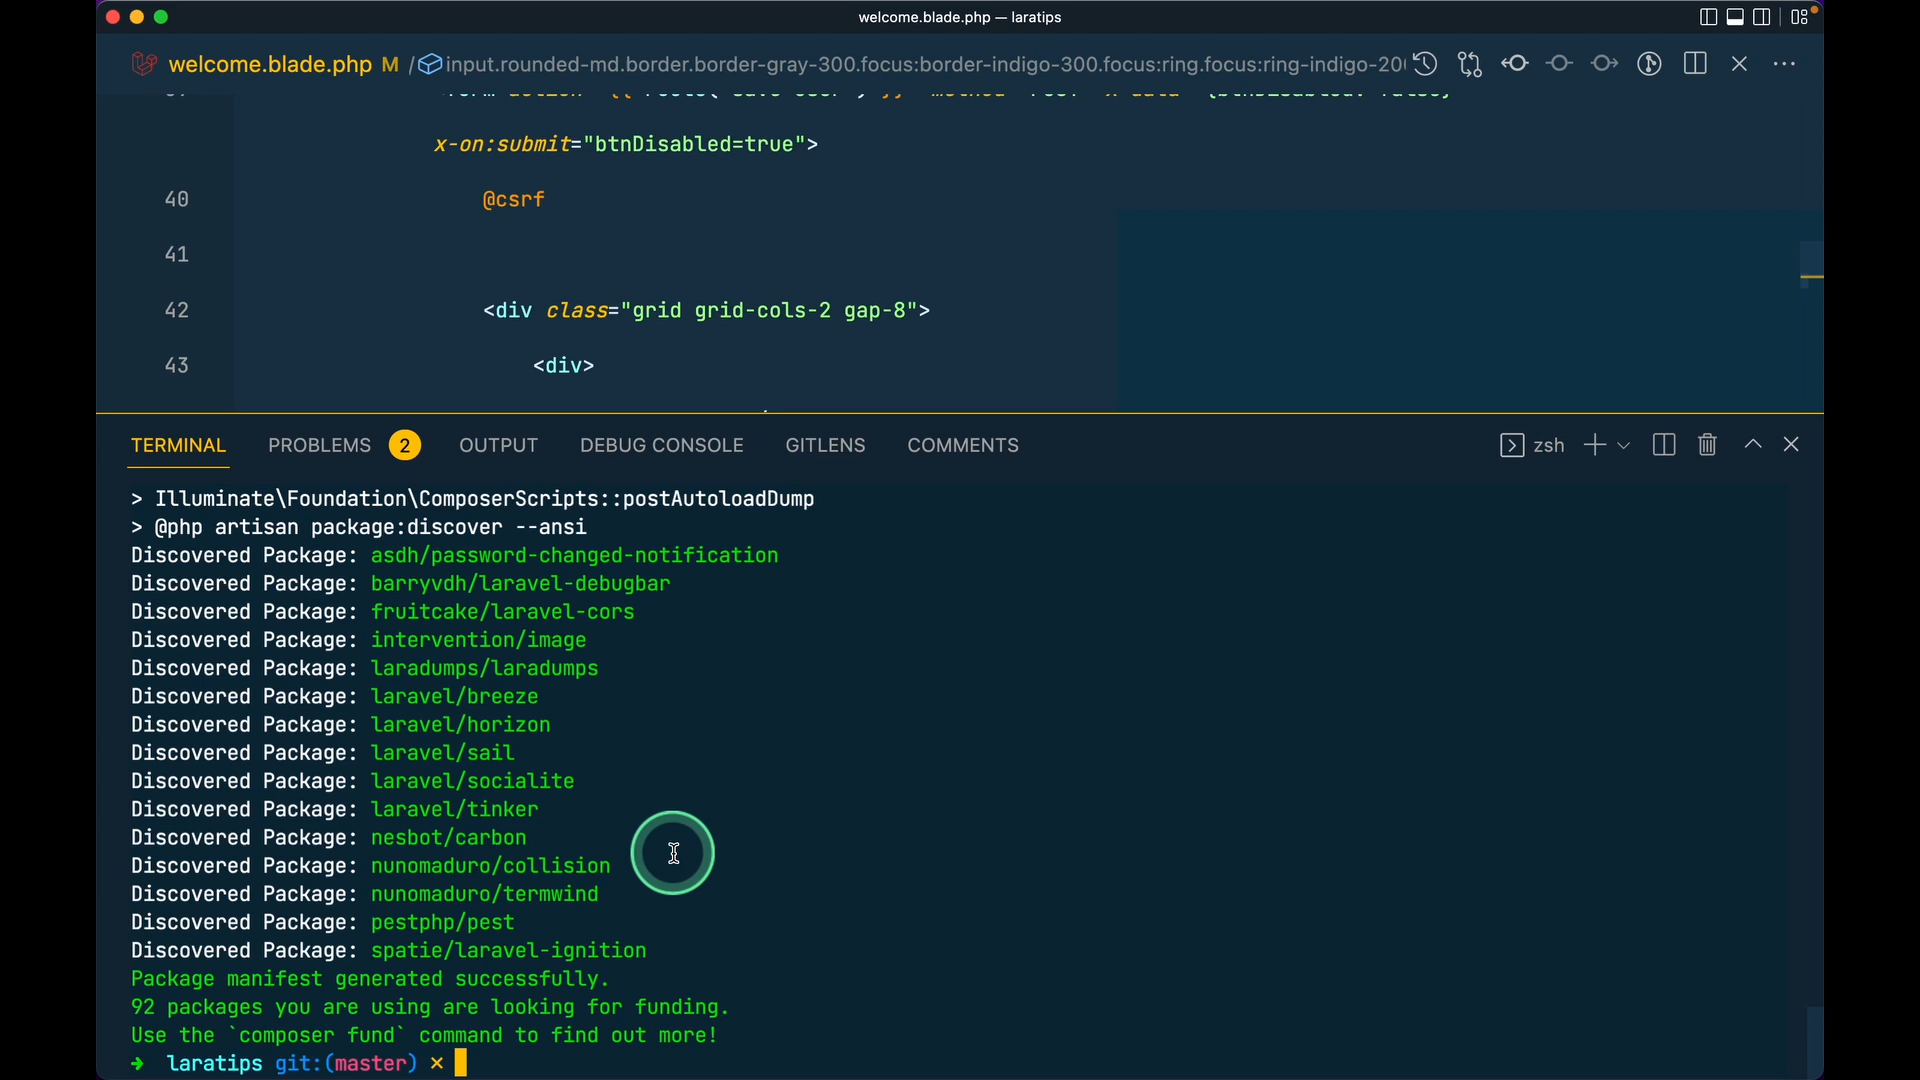 welcome.blade.php — laratips
welcome.blade.php M / input.rounded-md.border.border-gray-300.focus:border-indigo-300.focus:ring.focus:ring-indigo-20
x-on:submit="btnDisabled=true">
40 @csrf
41
42 <div class="grid grid-cols-2 gap-8">
43 <div>
TERMINAL PROBLEMS 2 OUTPUT DEBUG CONSOLE GITLENS COMMENTS zsh
> Illuminate\Foundation\ComposerScripts::postAutoloadDump
> @php artisan package:discover --ansi
Discovered Package: asdh/password-changed-notification
Discovered Package: barryvdh/laravel-debugbar
Discovered Package: fruitcake/laravel-cors
Discovered Package: intervention/image
Discovered Package: laradumps/laradumps
Discovered Package: laravel/breeze
Discovered Package: laravel/horizon
Discovered Package: laravel/sail
Discovered Package: laravel/socialite
Discovered Package: laravel/tinker
Discovered Package: nesbot/carbon
Discovered Package: nunomaduro/collision
Discovered Package: nunomaduro/termwind
Discovered Package: pestphp/pest
Discovered Package: spatie/laravel-ignition
Package manifest generated successfully.
92 packages you are using are looking for funding.
Use the `composer fund` command to find out more!
➜ laratips git:(master) ✗